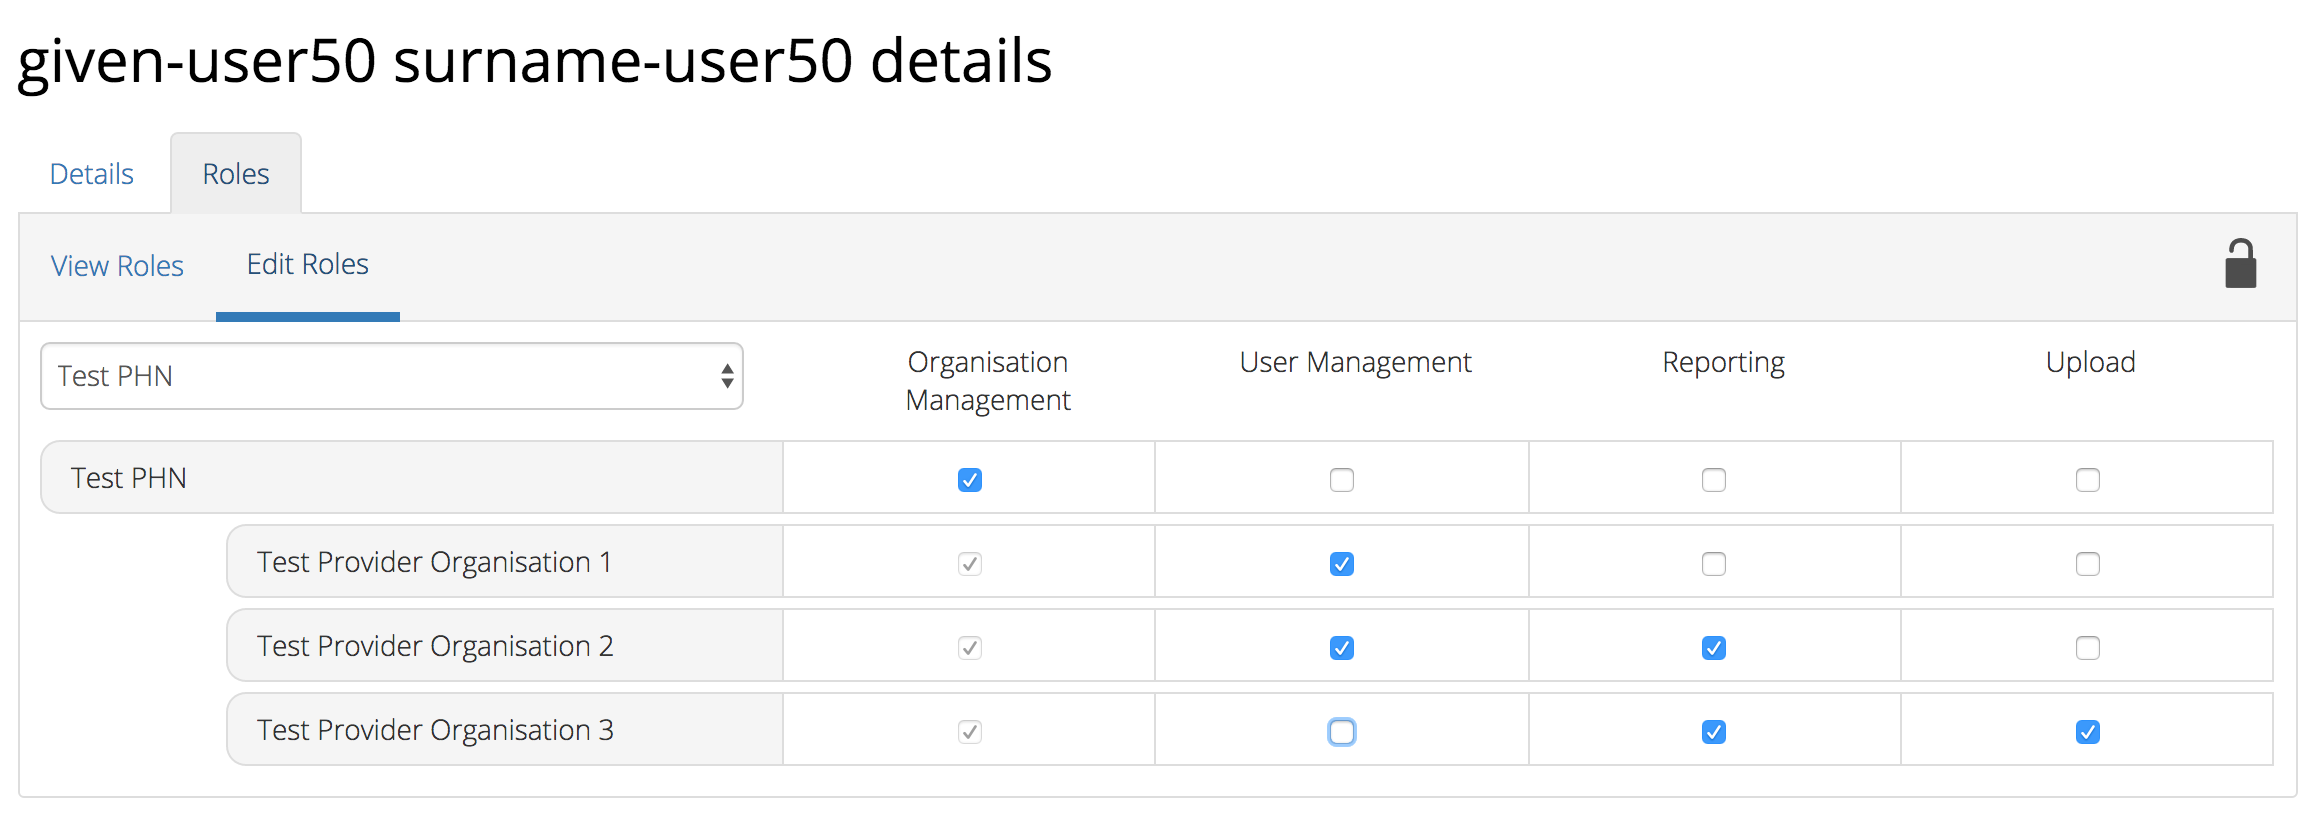 given-user50 surname-user50 details
Details
Roles
View Roles
Edit Roles
Test PHN
Organisation
Management
User Management
Reporting
Upload
Test PHN
Test Provider Organisation 1
Test Provider Organisation 2
Test Provider Organisation 3